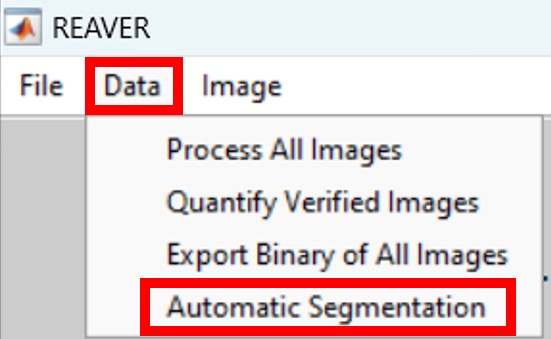 REAVER
File Data Image
Process All Images
Quantify Verified Images
Export Binary of All Images
Automatic Segmentation